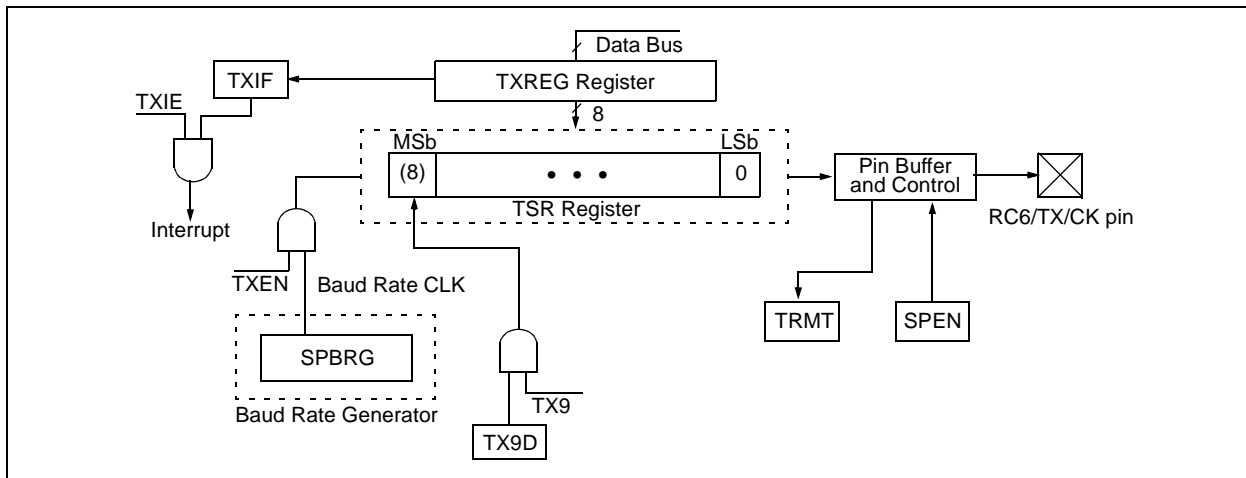 Data Bus
TXIF
TXREG Register
TXIE
8
MSb
LSb
(8)
• • •
0
TSR Register
Pin Buffer
and Control
Interrupt
RC6/TX/CK pin
TXEN
Baud Rate CLK
TRMT
SPEN
SPBRG
Baud Rate Generator
TX9
TX9D